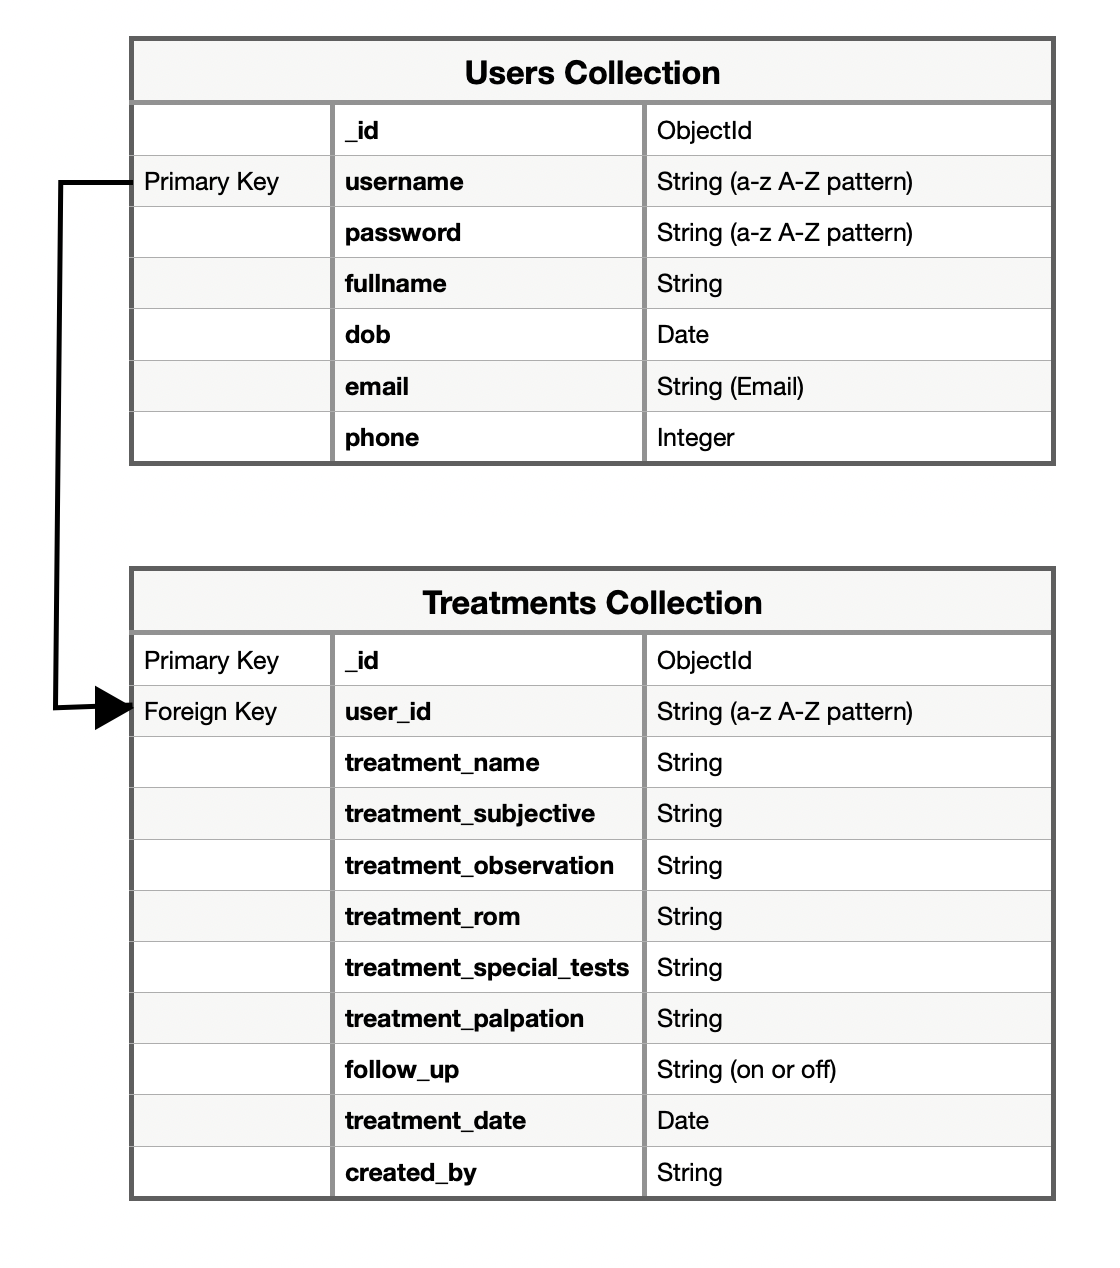 Users Collection
_id ObjectId
Primary Key username String (a-z A-Z pattern)
password String (a-z A-Z pattern)
fullname String
dob Date
email String (Email)
phone Integer
Treatments Collection
Primary Key _id ObjectId
Foreign Key user_id String (a-z A-Z pattern)
treatment_name String
treatment_subjective String
treatment_observation String
treatment_rom String
treatment_special_tests String
treatment_palpation String
follow_up String (on or off)
treatment_date Date
created_by String